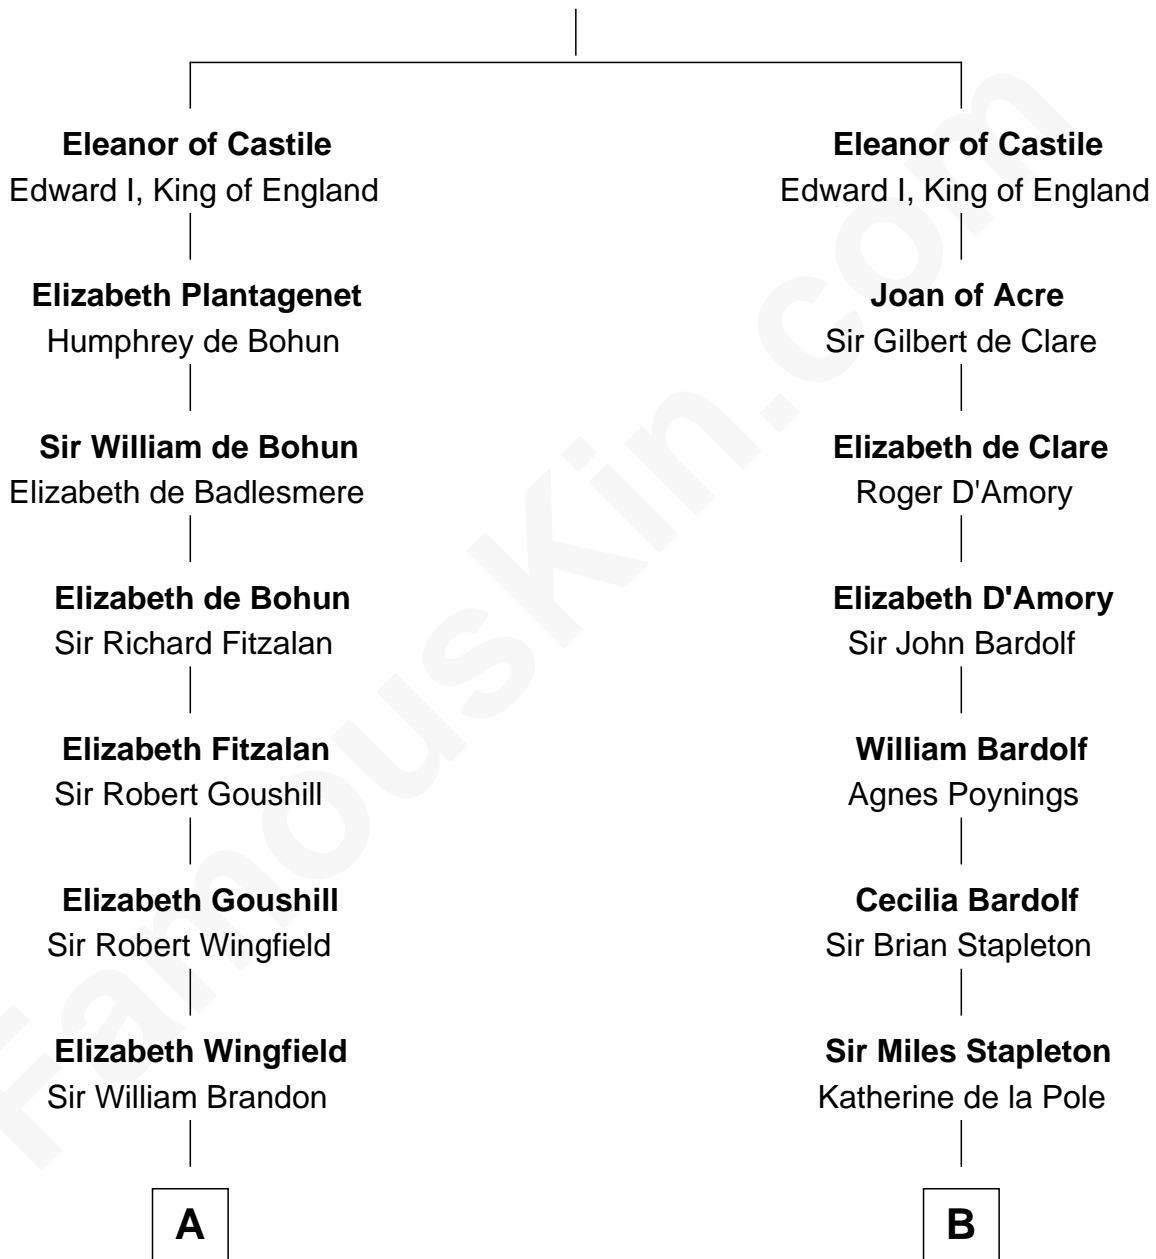 Eleanor of Castile
Edward I, King of England
Elizabeth Plantagenet
Humphrey de Bohun
Sir William de Bohun
Elizabeth de Badlesmere
Elizabeth de Bohun
Sir Richard Fitzalan
Elizabeth Fitzalan
Sir Robert Goushill
Elizabeth Goushill
Sir Robert Wingfield
Elizabeth Wingfield
Sir William Brandon
A
Eleanor of Castile
Edward I, King of England
Joan of Acre
Sir Gilbert de Clare
Elizabeth de Clare
Roger D'Amory
Elizabeth D'Amory
Sir John Bardolf
William Bardolf
Agnes Poynings
Cecilia Bardolf
Sir Brian Stapleton
Sir Miles Stapleton
Katherine de la Pole
B
FamousKin.com